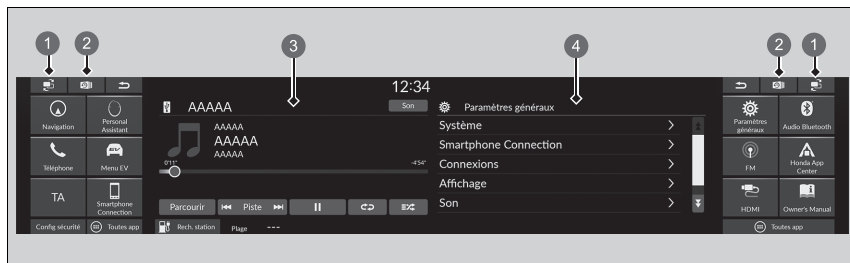 1
2
3
4
2
1
12:34
Navigation
Personal
Assistant
Téléphone
Menu EV
TA
Smartphone
Connection
Config sécurité
Toutes app
AAAAA
Son
AAAAA
AAAAA
AAAAA
0'11"
-4'54"
Parcourir
Piste
Rech. station
Plage
---
Paramètres généraux
Système
Smartphone Connection
Connexions
Affichage
Son
Paramètres
généraux
Audio Bluetooth
FM
Honda App
Center
HDMI
Owner's Manual
Toutes app